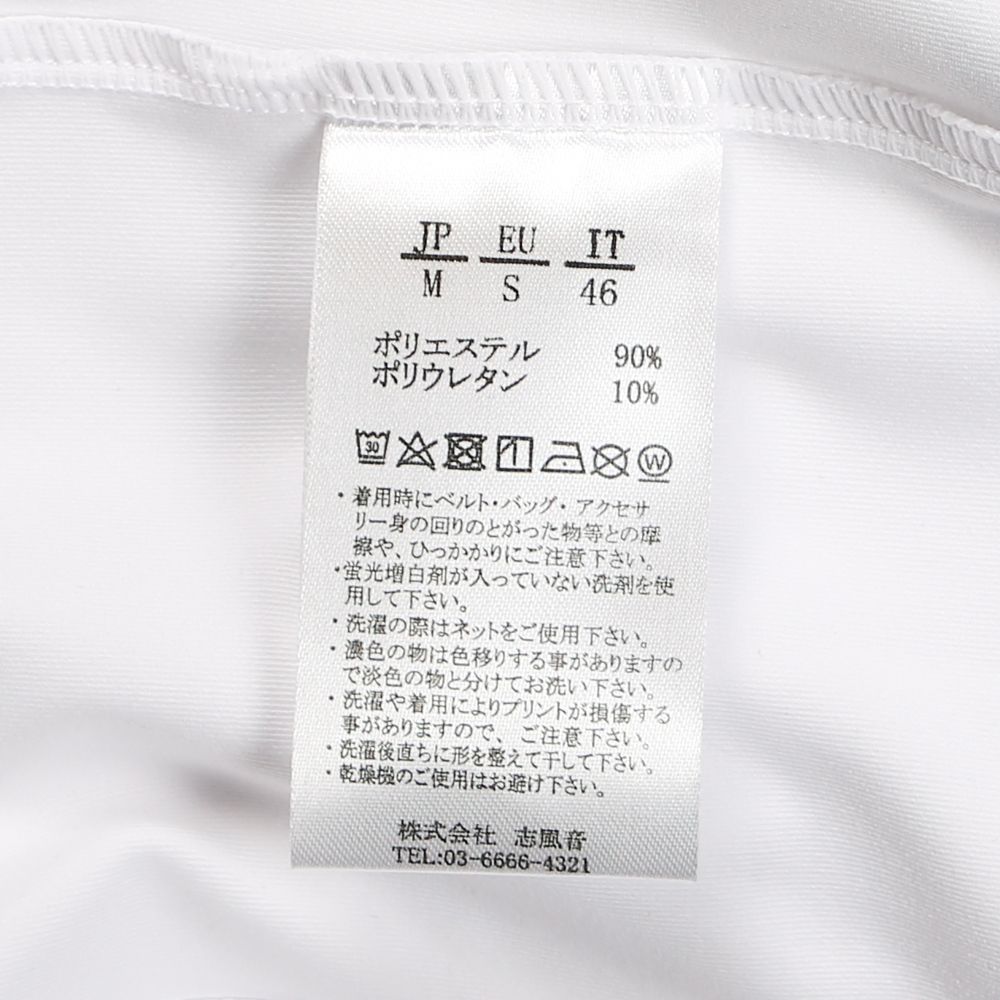 JP EU IT
M S 46
ポリエステル 90%
ポリウレタン 10%
30 W
・着用時にベルト・バッグ・アクセサ
リー身の回りのとがった物等との摩
擦や、ひっかかりにご注意下さい。
・蛍光増白剤が入っていない洗剤を使
用して下さい。
・洗濯の際はネットをご使用下さい。
・濃色の物は色移りする事がありますの
で淡色の物と分けてお洗い下さい。
・洗濯や着用によりプリントが損傷する
事がありますので、ご注意下さい。
・洗濯後直ちに形を整えて干して下さい。
・乾燥機のご使用はお避け下さい。
株式会社 志風音
TEL:03-6666-4321